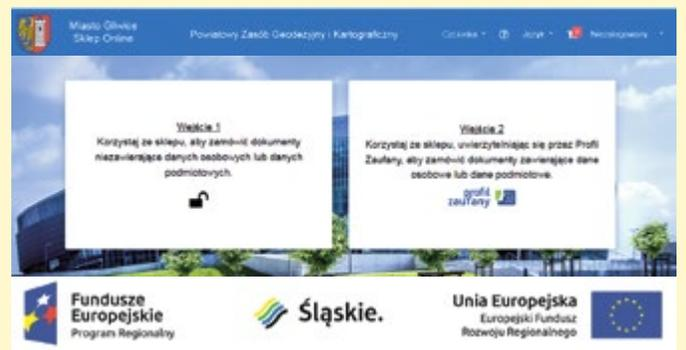 Miasto Gliwice
Sklep Online
Powiatowy Zasób Geodezyjny i Kartograficzny
Czcionka
Język
Niezalogowany
Wejście 1
Korzystaj ze sklepu, aby zamówić dokumenty
niezawierające danych osobowych lub danych
podmiotowych.
Wejście 2
Korzystaj ze sklepu, uwierzytelniając się przez Profil
Zaufany, aby zamówić dokumenty zawierające dane
osobowe lub dane podmiotowe.
profil
zaufany
Fundusze
Europejskie
Program Regionalny
Śląskie.
Unia Europejska
Europejski Fundusz
Rozwoju Regionalnego